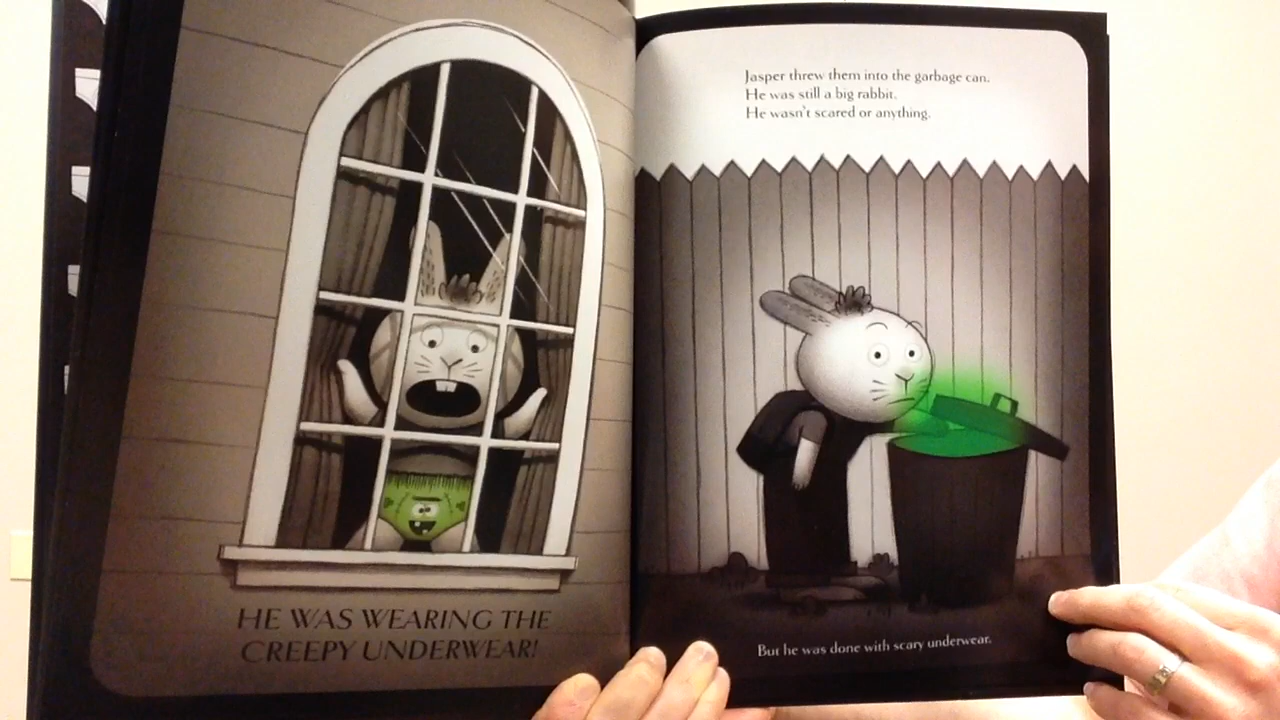 HE WAS WEARING THE
CREEPY UNDERWEAR!
Jasper threw them into the garbage can.
He was still a big rabbit.
He wasn't scared or anything.
But he was done with scary underwear.